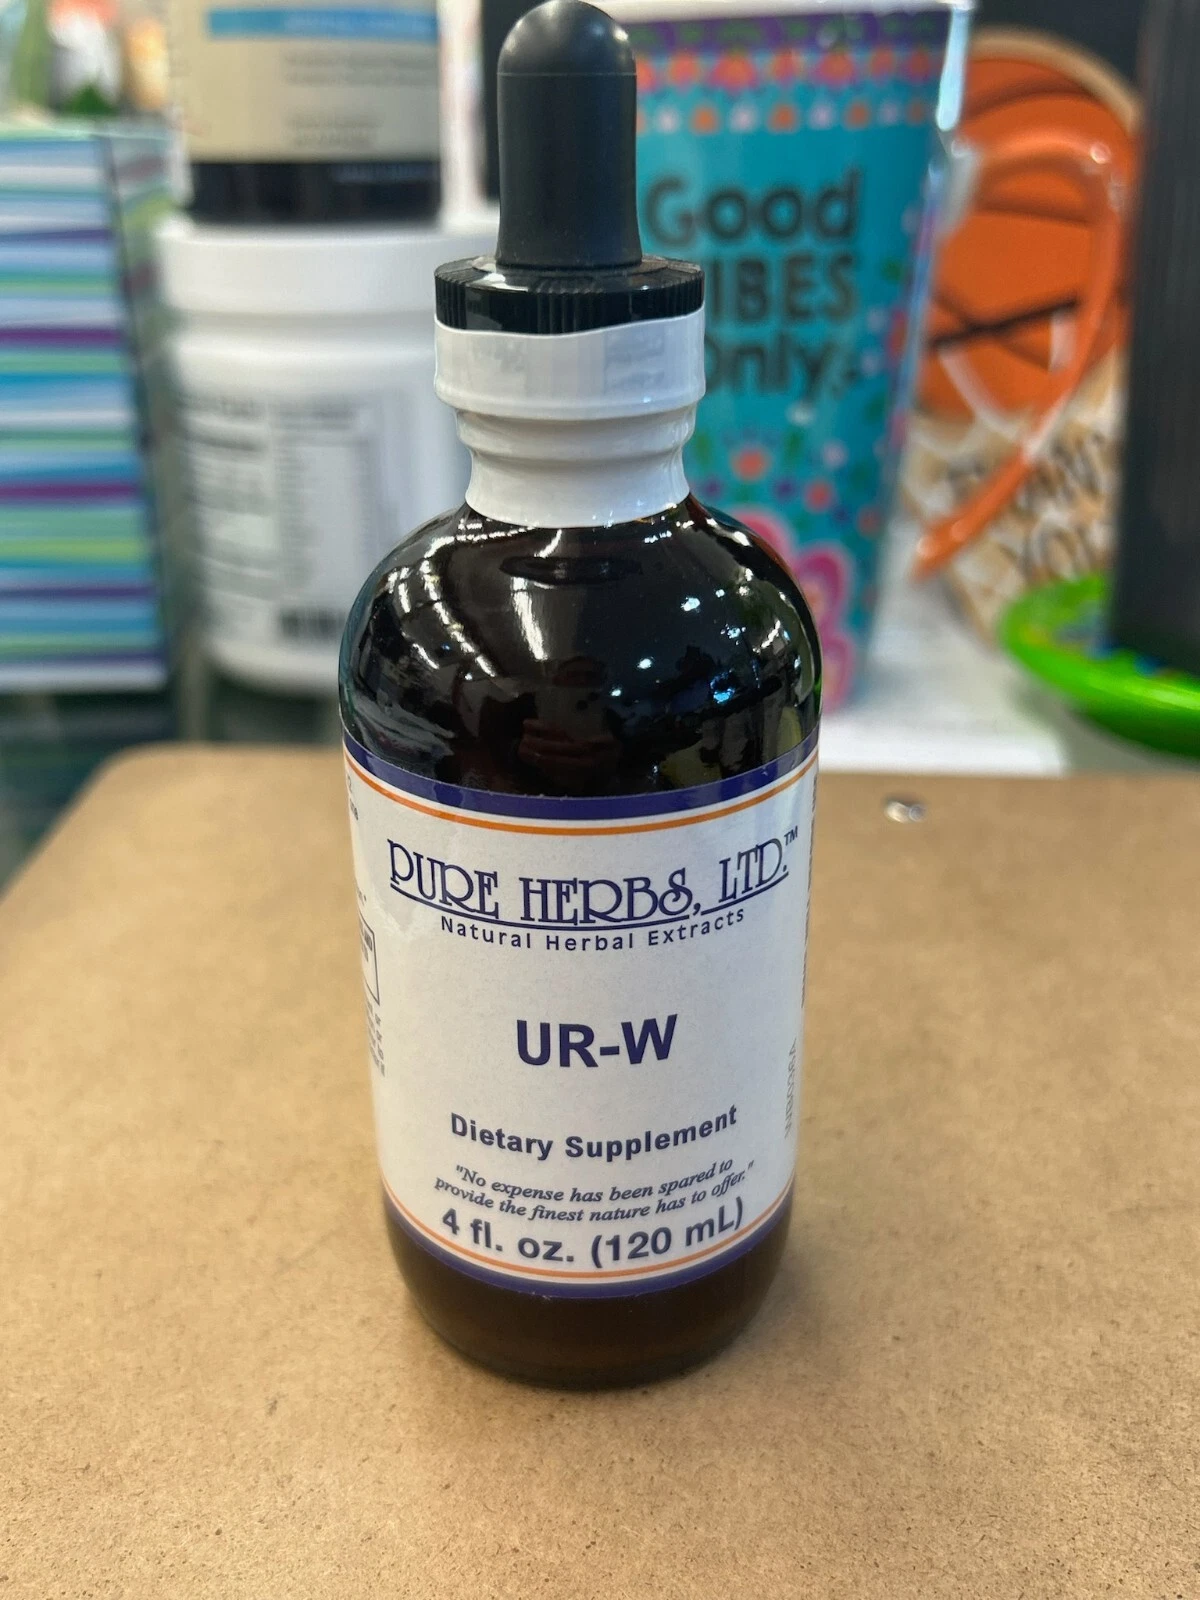 Good
VIBES
Only
PURE HERBS, LTD.™
Natural Herbal Extracts
UR-W
Dietary Supplement
"No expense has been spared to
provide the finest nature has to offer."
4 fl. oz. (120 mL)